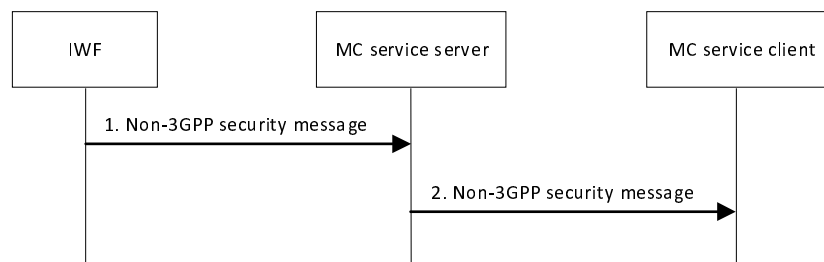 IWF
MC service server
MC service client
1. Non-3GPP security message
2. Non-3GPP security message